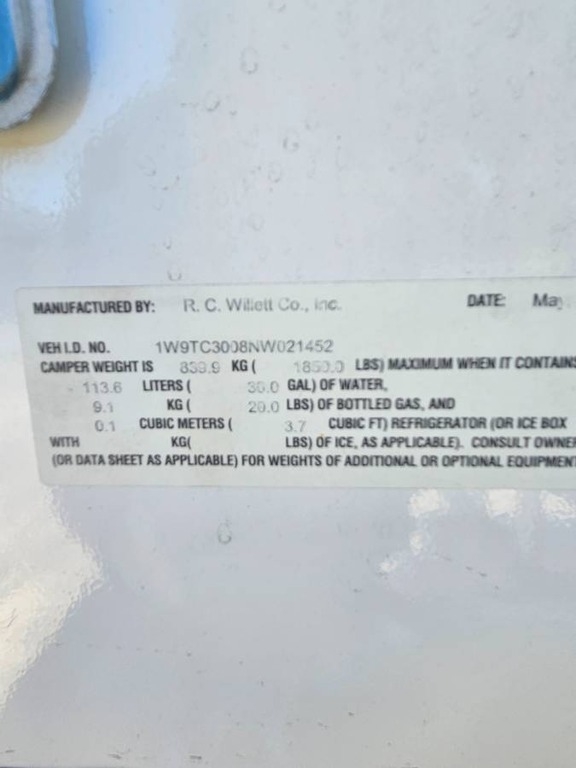 MANUFACTURED BY: R. C. Willett Co., Inc. DATE: May
VEH I.D. NO. 1W9TC3008NW021452
CAMPER WEIGHT IS 839.9 KG ( 1850.0 LBS) MAXIMUM WHEN IT CONTAINS
113.6 LITERS ( 30.0 GAL) OF WATER,
9.1 KG ( 20.0 LBS) OF BOTTLED GAS, AND
0.1 CUBIC METERS ( 3.7 CUBIC FT) REFRIGERATOR (OR ICE BOX
WITH KG( LBS) OF ICE, AS APPLICABLE). CONSULT OWNER
(OR DATA SHEET AS APPLICABLE) FOR WEIGHTS OF ADDITIONAL OR OPTIONAL EQUIPMENT